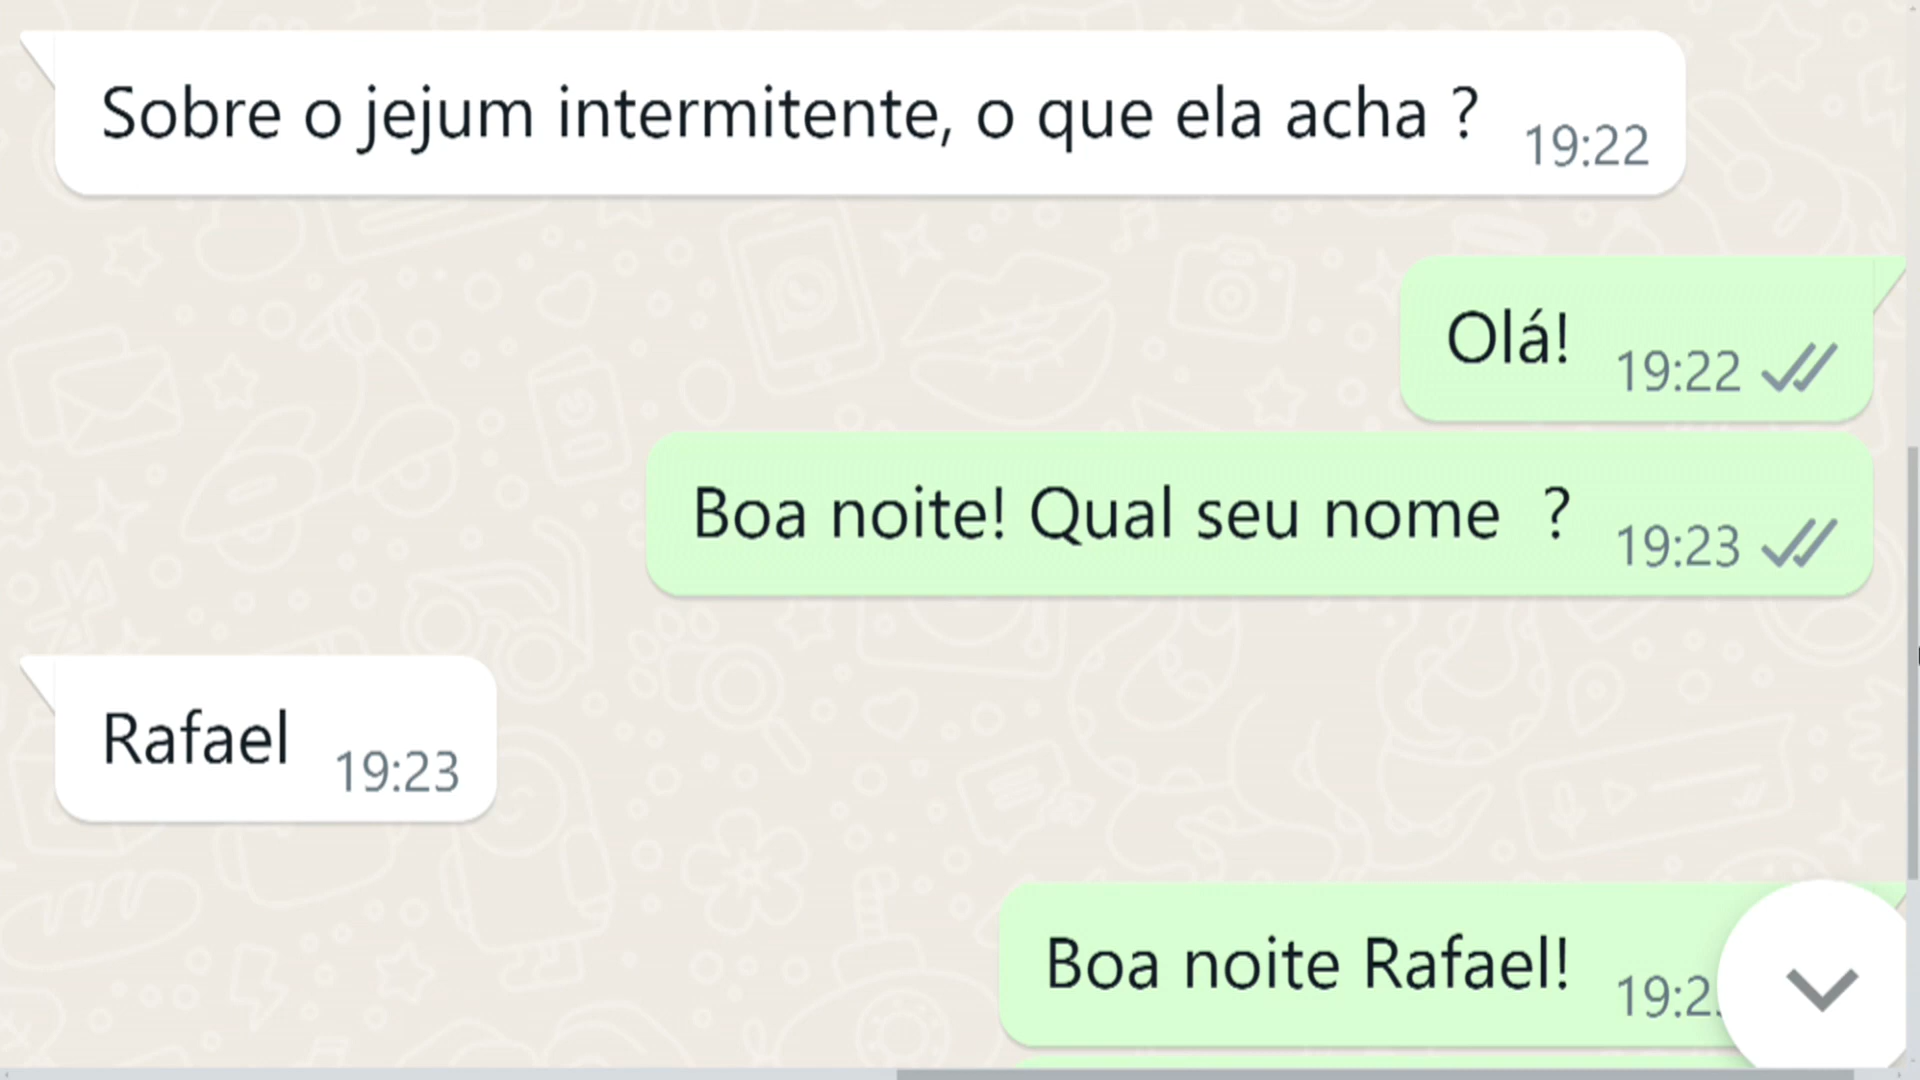 Sobre o jejum intermitente, o que ela acha ? 19:22
Olá! 19:22
Boa noite! Qual seu nome ? 19:23
Rafael 19:23
Boa noite Rafael!